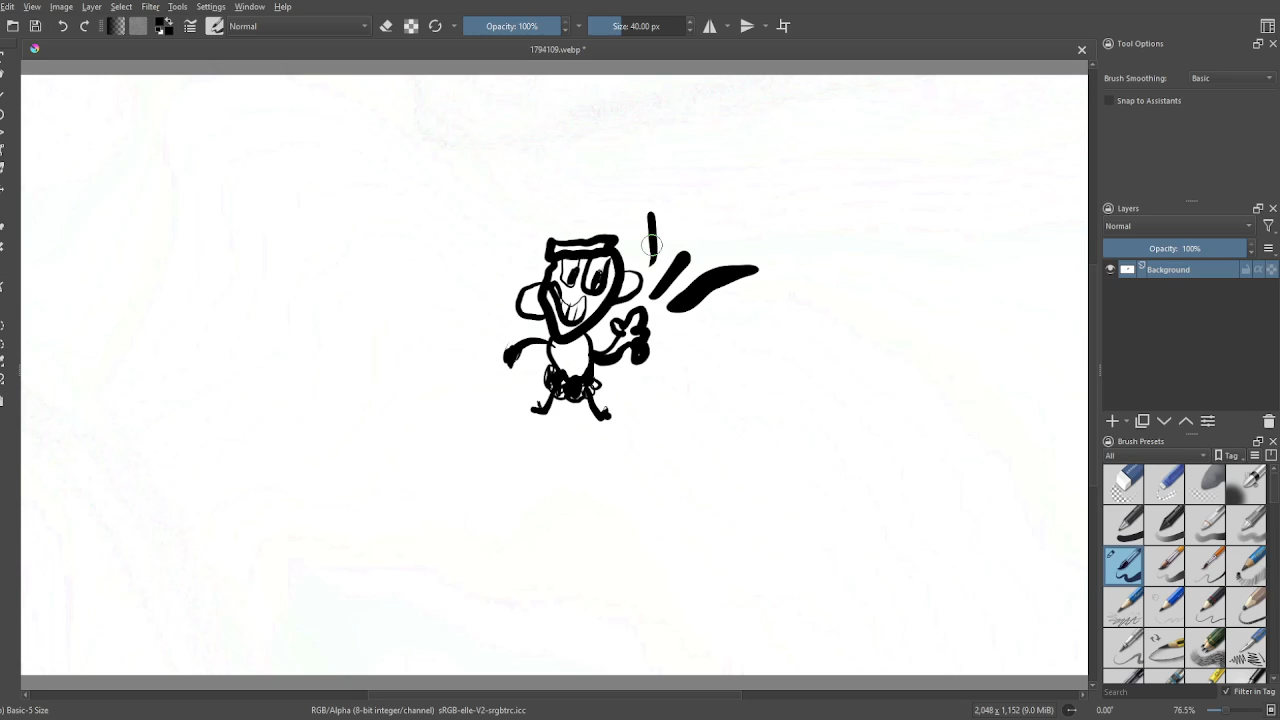 Edit View Image Layer Select Filter Tools Settings Window Help
Normal Opacity: 100% Size: 40.00 px
1794109.webp *
Tool Options
Brush Smoothing: Basic
Snap to Assistants
Layers
Normal
Opacity: 100%
Background
Brush Presets
All Tag
Search Filter in Tag
) Basic-5 Size RGB/Alpha (8-bit integer/channel) sRGB-elle-V2-srgbtrc.icc 2,048 x 1,152 (9.0 MiB) 0.00° 76.5%